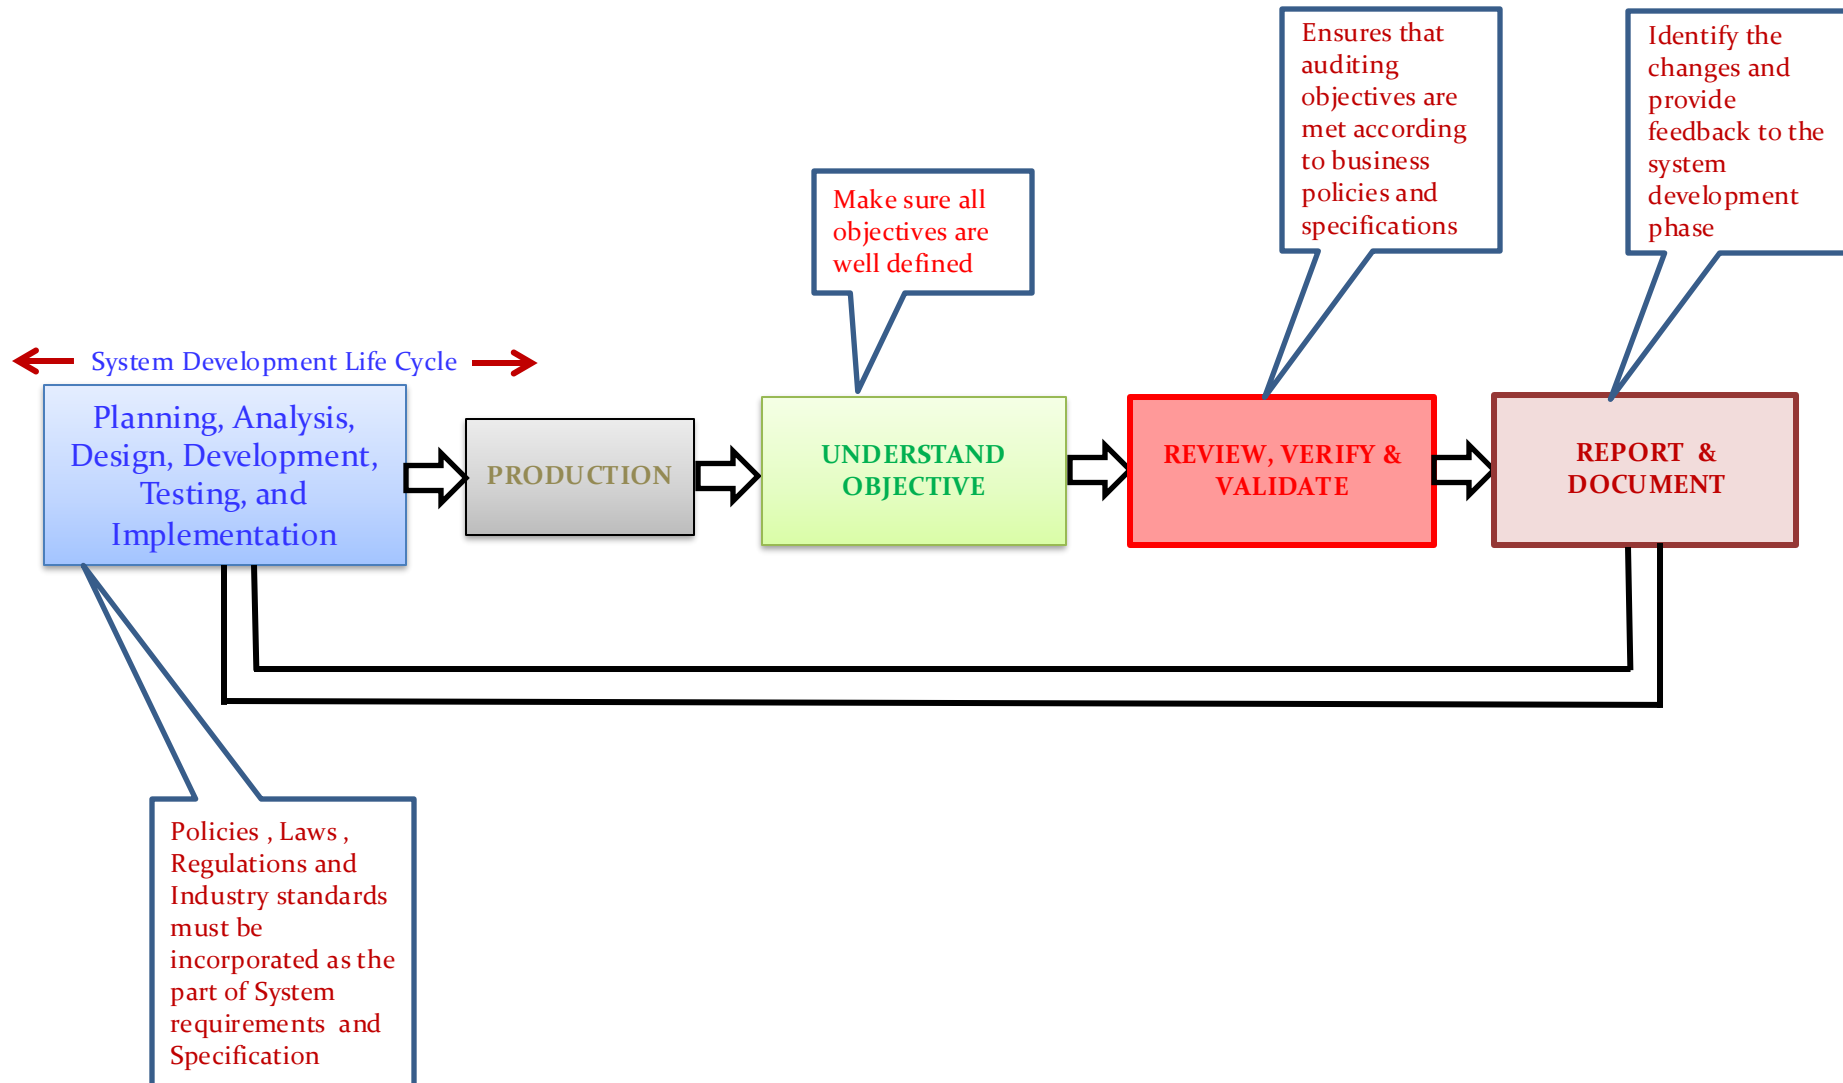 Ensures that
auditing
objectives are
met according
to business
policies and
specifications
Identify the
changes and
provide
feedback to the
system
development
phase
Make sure all
objectives are
well defined
System Development Life Cycle
Planning, Analysis,
Design, Development,
Testing, and
Implementation
PRODUCTION
UNDERSTAND
OBJECTIVE
REVIEW, VERIFY &
VALIDATE
REPORT &
DOCUMENT
Policies , Laws ,
Regulations and
Industry standards
must be
incorporated as the
part of System
requirements and
Specification